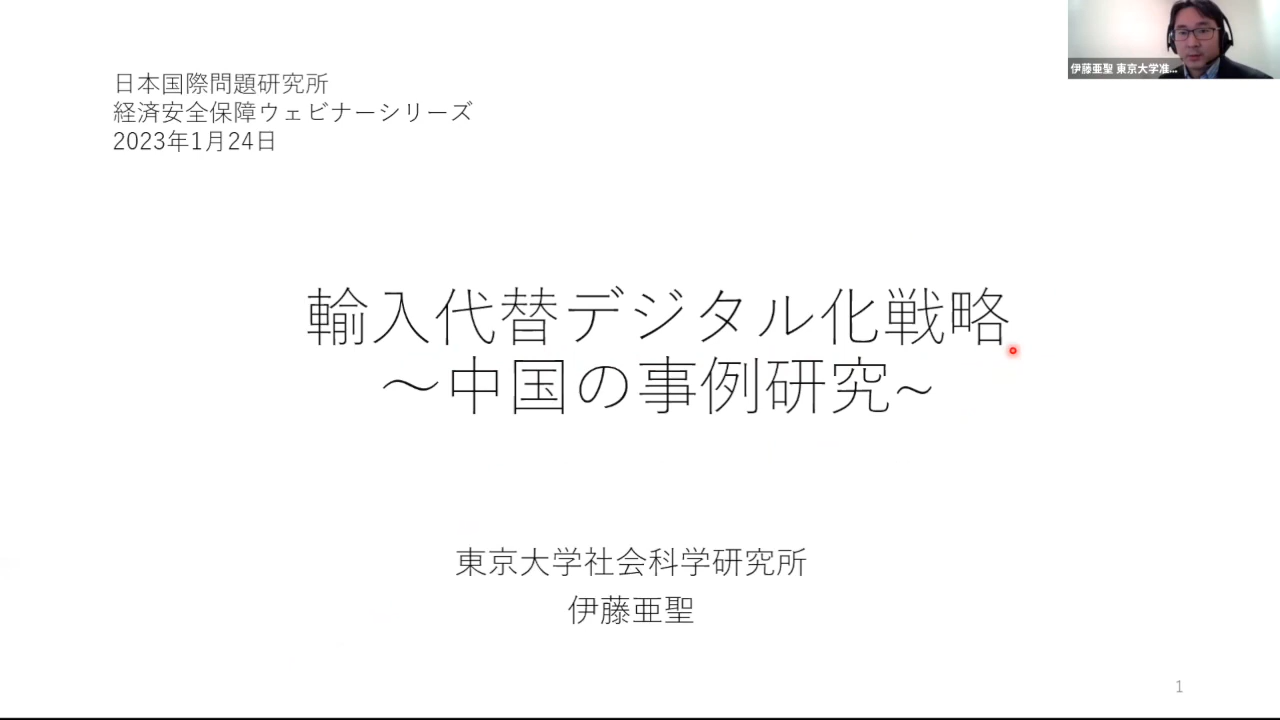 日本国際問題研究所
経済安全保障ウェビナーシリーズ
2023年1月24日
伊藤亜聖 東京大学准...
輸入代替デジタル化戦略
～中国の事例研究~
東京大学社会科学研究所
伊藤亜聖
1